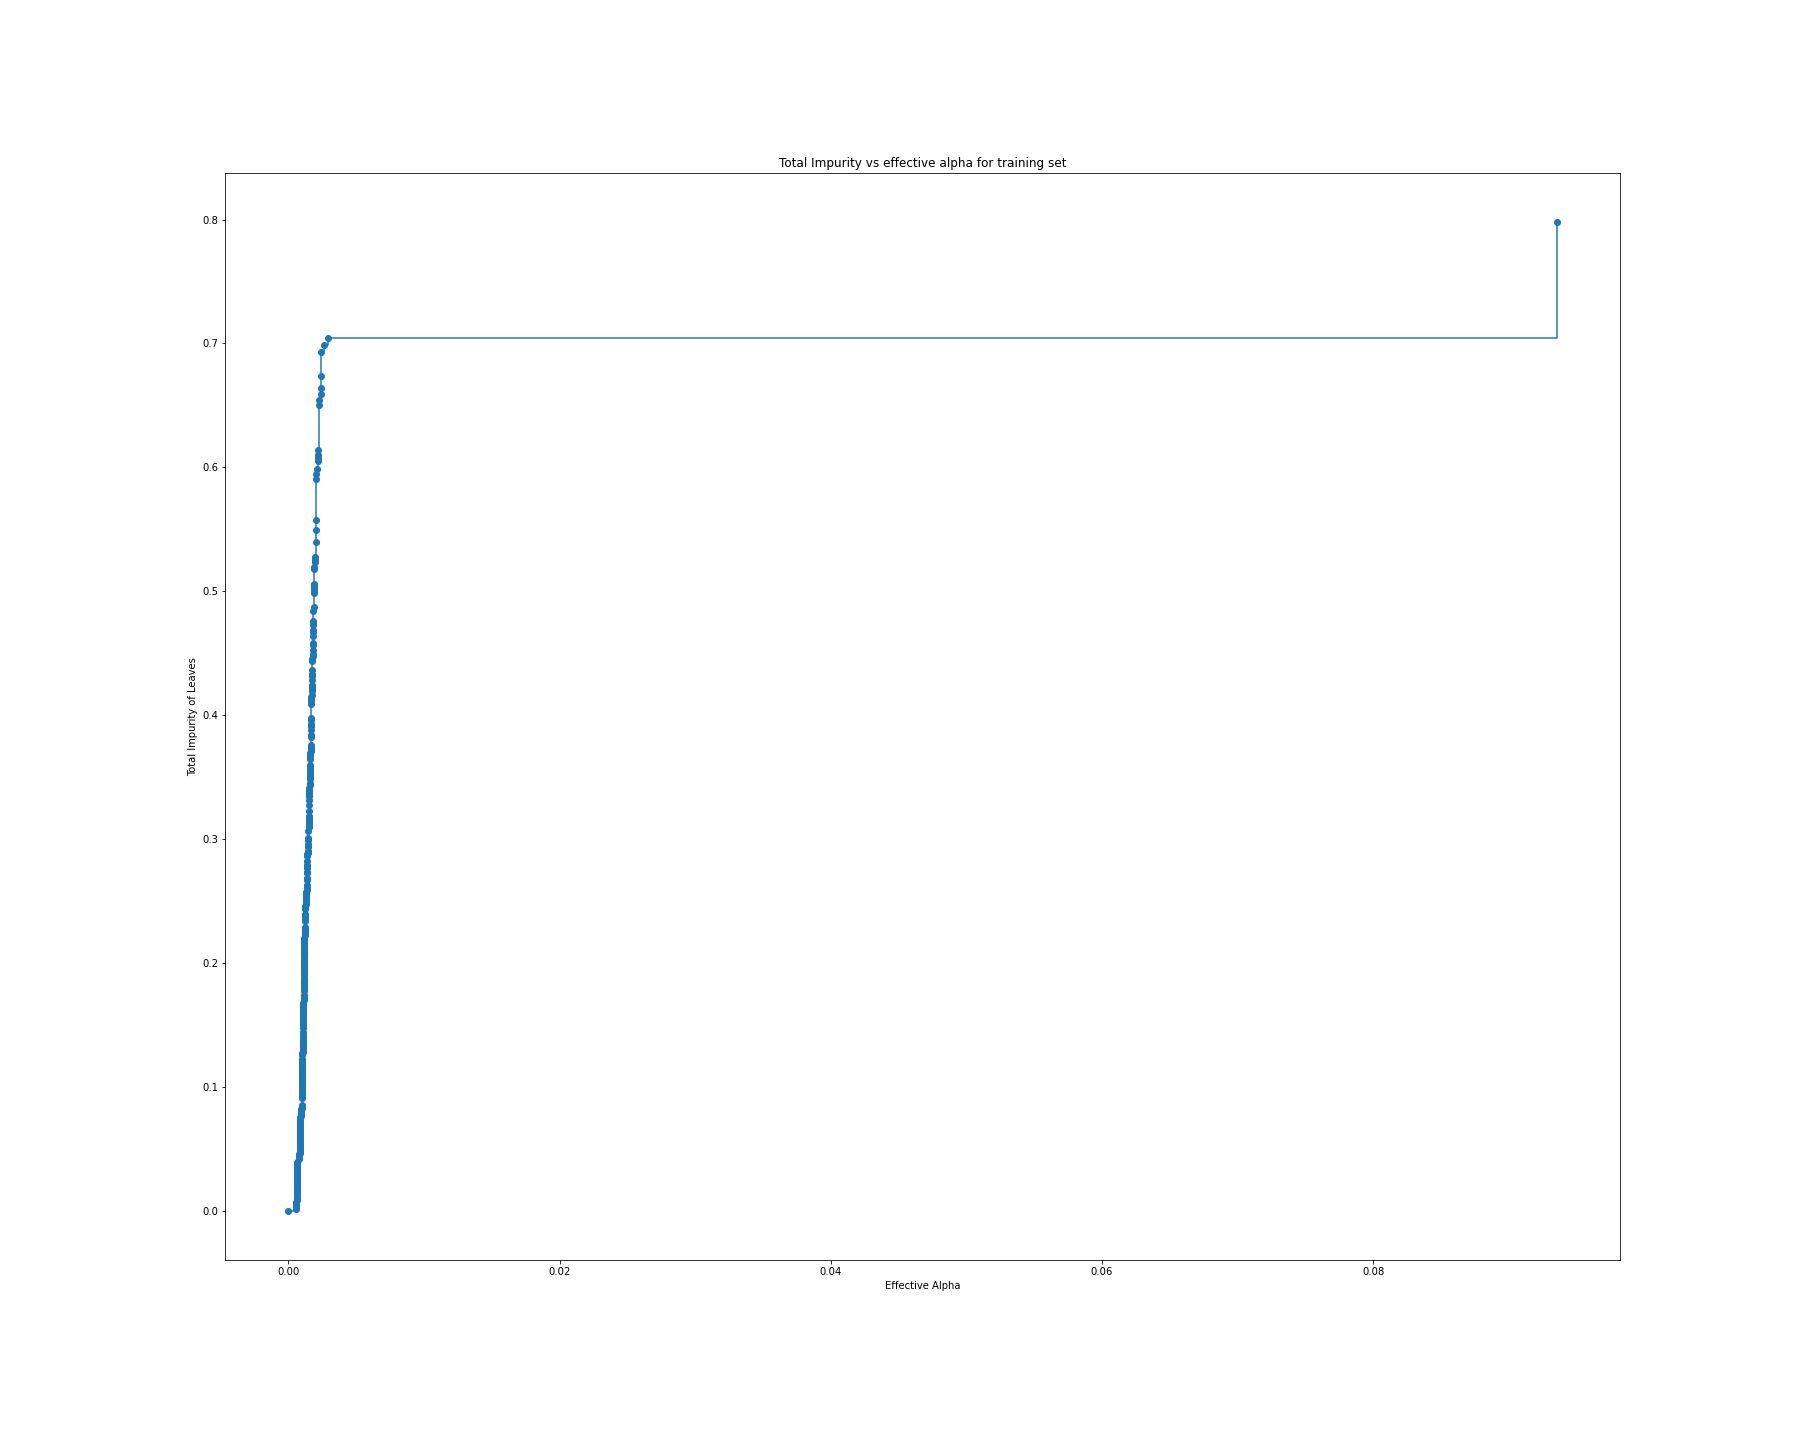 Total Impurity vs effective alpha for training set
0.8
0.7
0.6
0.5
0.4
0.3
0.2
0.1
0.0
Total Impurity of Leaves
0.00 0.02 0.04 0.06 0.08
Effective Alpha